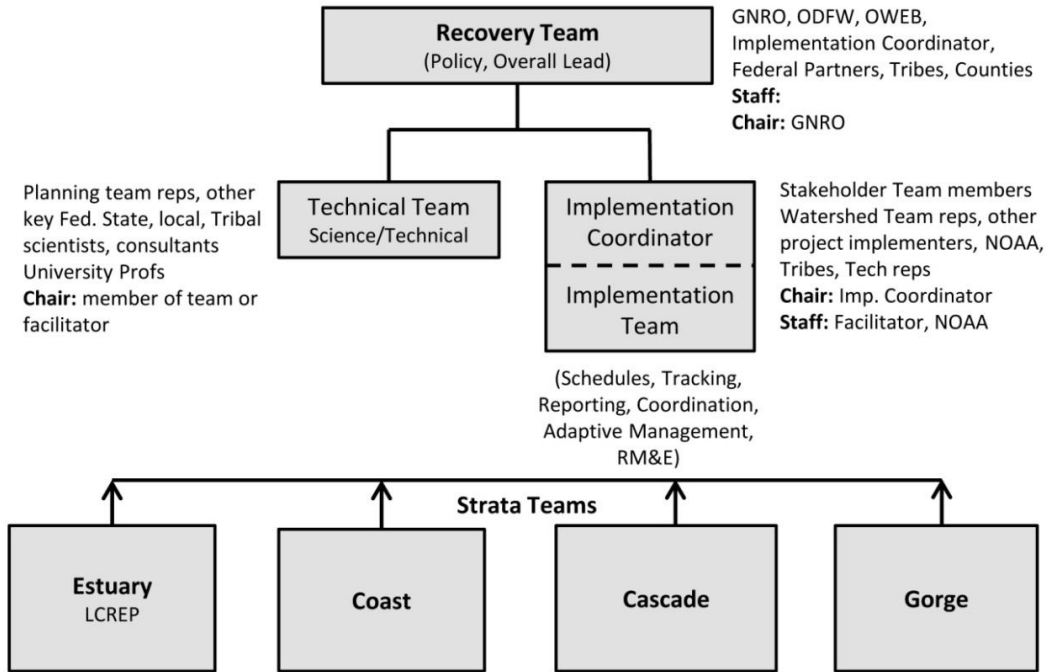 Recovery Team
(Policy, Overall Lead)
GNRO, ODFW, OWEB,
Implementation Coordinator,
Federal Partners, Tribes, Counties
Staff:
Chair: GNRO
Planning team reps, other
key Fed. State, local, Tribal
scientists, consultants
University Profs
Chair: member of team or
facilitator
Technical Team
Science/Technical
Implementation
Coordinator
Implementation
Team
Stakeholder Team members
Watershed Team reps, other
project implementers, NOAA,
Tribes, Tech reps
Chair: Imp. Coordinator
Staff: Facilitator, NOAA
(Schedules, Tracking,
Reporting, Coordination,
Adaptive Management,
RM&E)
Strata Teams
Estuary
LCREP
Coast
Cascade
Gorge